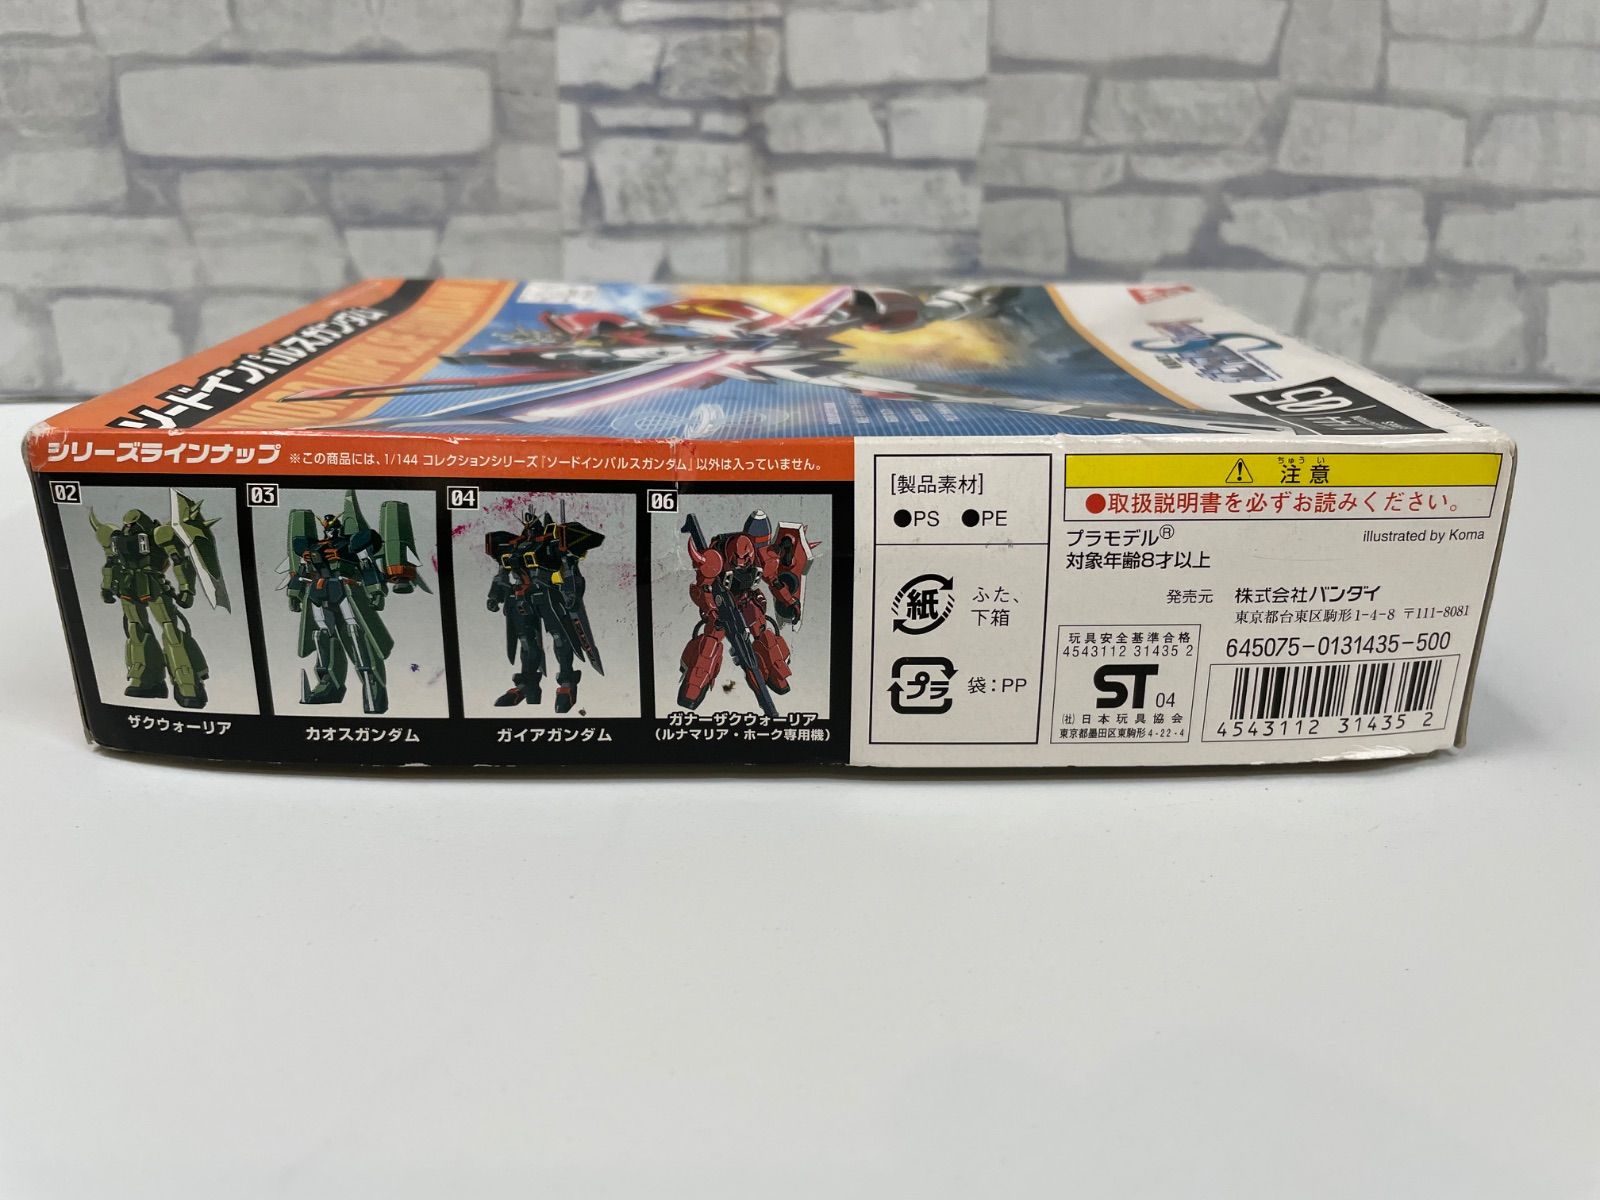 ソードインパルスガンダム
SWORD IMPULSE GUNDAM
05
シリーズラインナップ ※この商品には、1/144 コレクションシリーズ『ソードインパルスガンダム』以外は入っていません。
02
ザクウォーリア
03
カオスガンダム
04
ガイアガンダム
06
ガナーザクウォーリア
(ルナマリア・ホーク専用機)
[製品素材]
●PS ●PE
紙 ふた、
下箱
プラ 袋:PP
ちゅうい
注意
●取扱説明書を必ずお読みください。
プラモデル®
illustrated by Koma
対象年齢8才以上
発売元 株式会社バンダイ
東京都台東区駒形1-4-8 〒111-8081
玩具安全基準合格
4543112 31435 2
ST 04
(社)日本玩具協会
東京都墨田区東駒形4-22-4
645075-0131435-500
4543112 31435 2